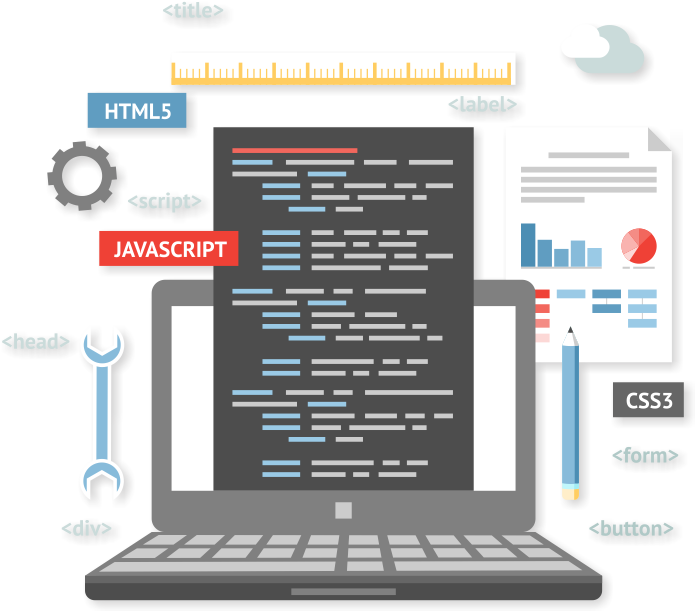 <title>
HTML5
<label>
<script>
JAVASCRIPT
<head>
CSS3
<form>
<div>
<button>